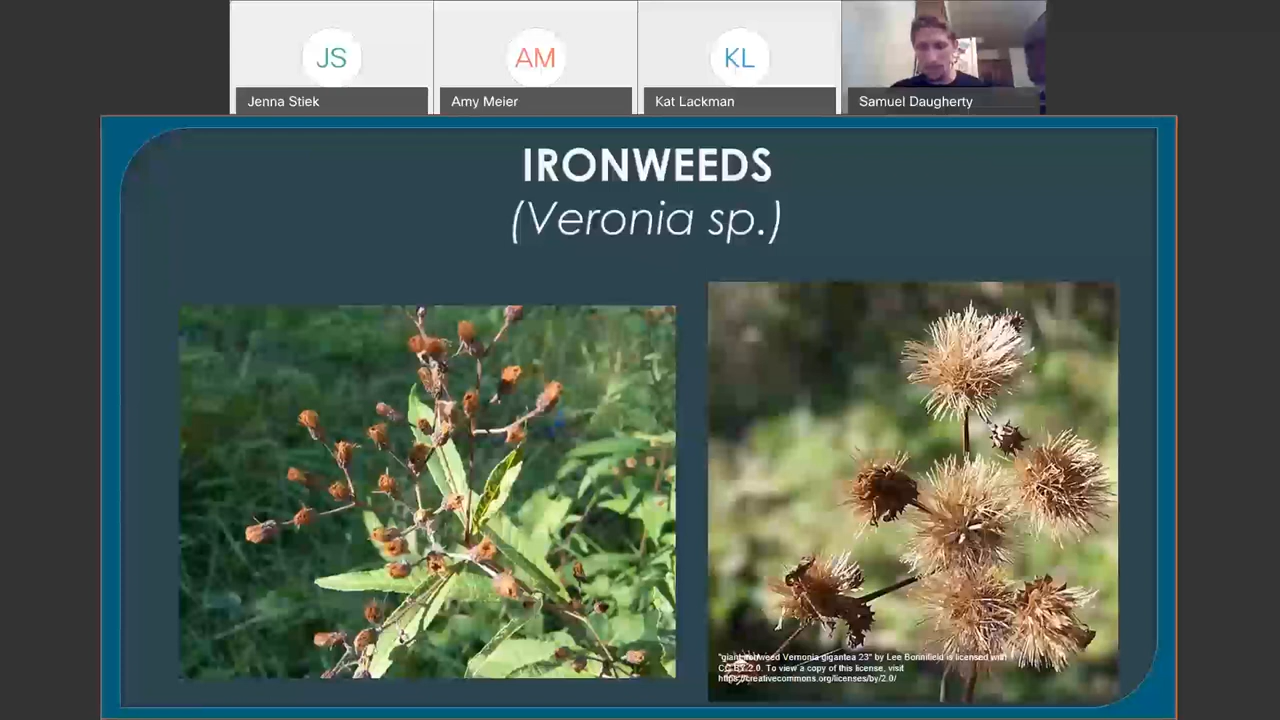 JS
AM
KL
Jenna Stiek
Amy Meier
Kat Lackman
Samuel Daugherty
IRONWEEDS
(Veronia sp.)
"giant ironweed Vernonia gigantea 23" by Lee Bonnifield is licensed with
CC BY 2.0. To view a copy of this license, visit
https://creativecommons.org/licenses/by/2.0/